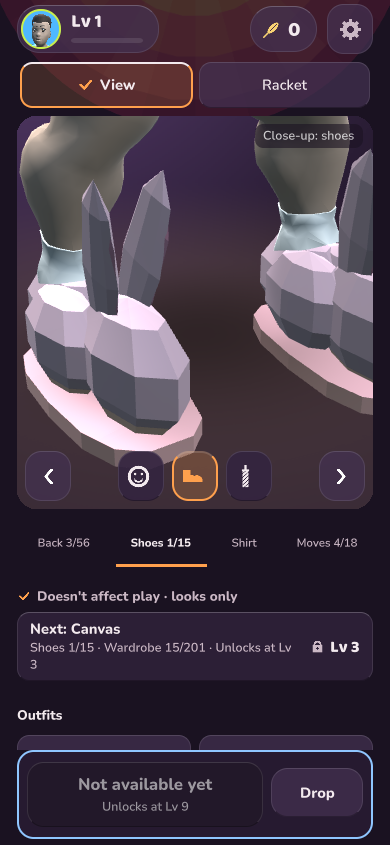 Lv 1
0
View
Racket
Close-up: shoes
Back 3/56
Shoes 1/15
Shirt
Moves 4/18
Doesn't affect play · looks only
Next: Canvas
Shoes 1/15 · Wardrobe 15/201 · Unlocks at Lv
3
Lv 3
Outfits
Not available yet
Unlocks at Lv 9
Drop